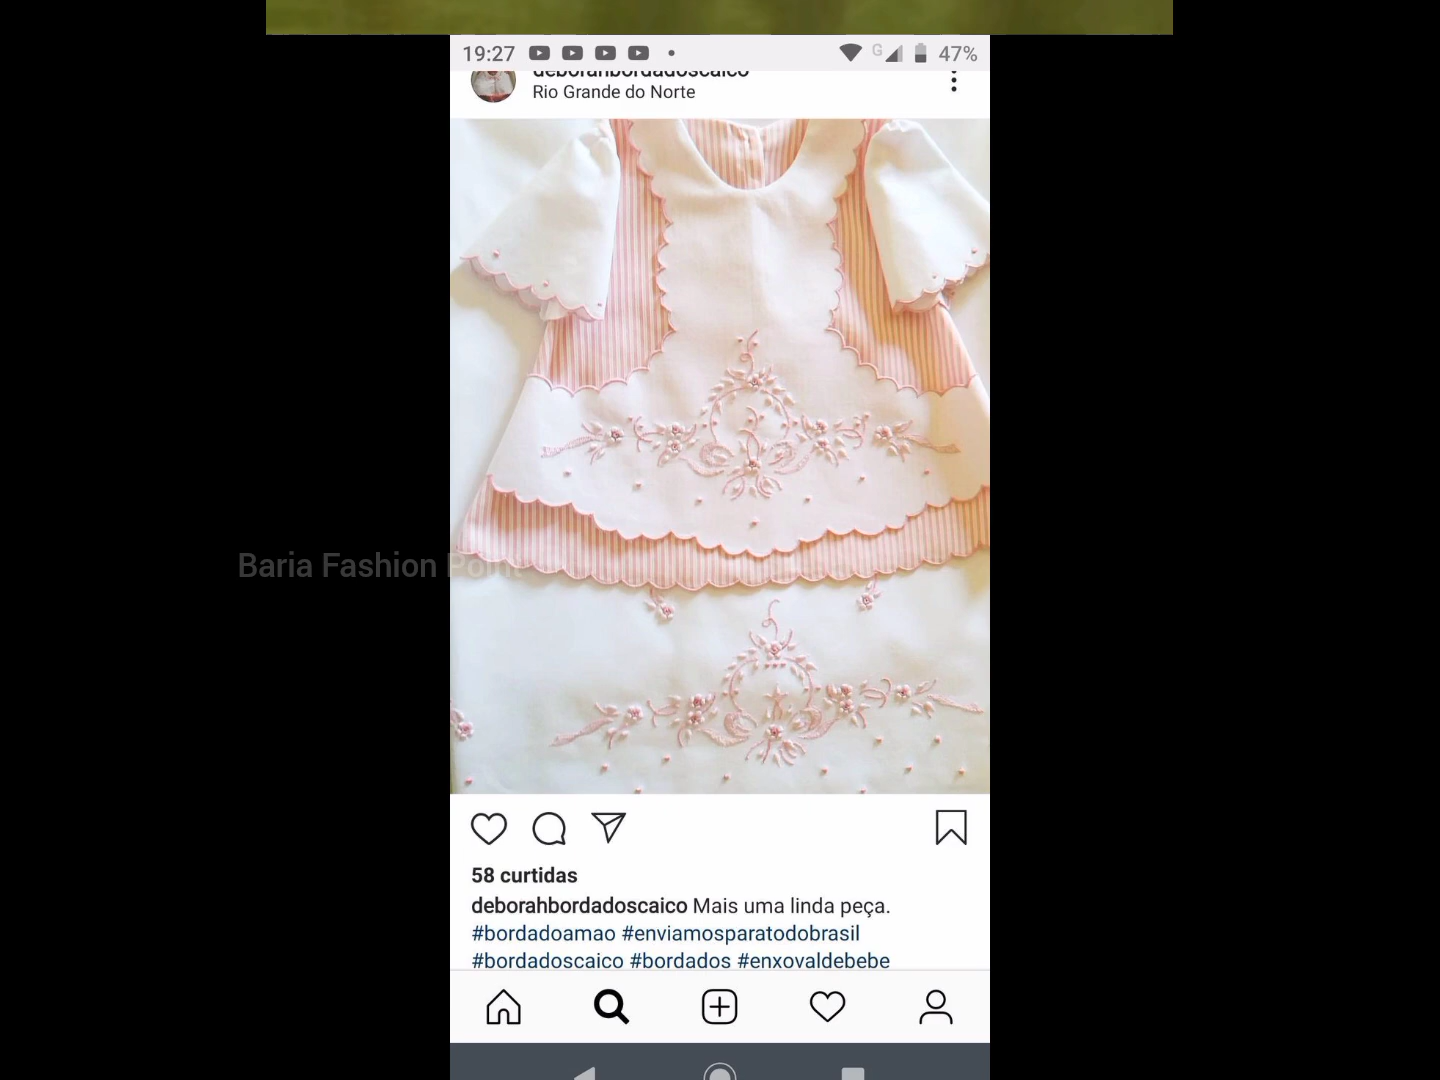 19:27
G
47%
deborahbordadoscaico
Rio Grande do Norte
Baria Fashion Point
58 curtidas
deborahbordadoscaico Mais uma linda peça.
#bordadoamao #enviamosparatodobrasil
#bordadoscaico #bordados #enxovaldebebe